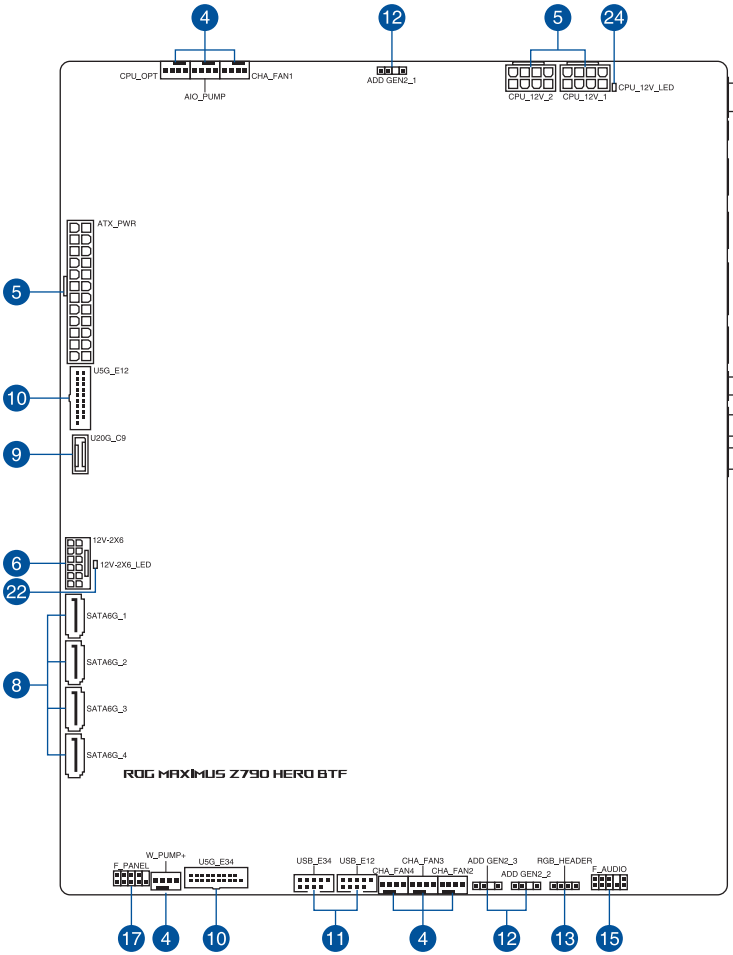 4
12
5
24
CPU_OPT
CHA_FAN1
AIO_PUMP
ADD GEN2_1
CPU_12V_2
CPU_12V_1
CPU_12V_LED
ATX_PWR
5
U5G_E12
10
U20G_C9
9
12V-2X6
6
12V-2X6_LED
22
SATA6G_1
SATA6G_2
8
SATA6G_3
SATA6G_4
ROG MAXIMUS Z790 HERO BTF
F_PANEL
W_PUMP+
U5G_E34
USB_E34
USB_E12
CHA_FAN3
CHA_FAN4
CHA_FAN2
ADD GEN2_3
ADD GEN2_2
RGB_HEADER
F_AUDIO
17
4
10
11
4
12
13
15